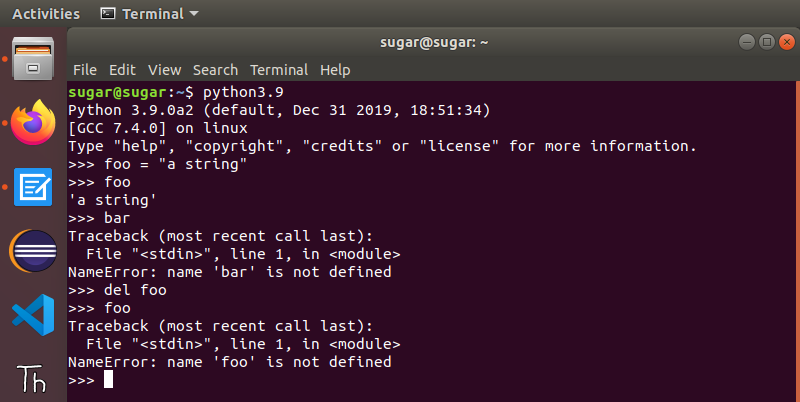 Activities Terminal
sugar@sugar: ~
File Edit View Search Terminal Help
sugar@sugar:~$ python3.9
Python 3.9.0a2 (default, Dec 31 2019, 18:51:34)
[GCC 7.4.0] on linux
Type "help", "copyright", "credits" or "license" for more information.
>>> foo = "a string"
>>> foo
'a string'
>>> bar
Traceback (most recent call last):
  File "<stdin>", line 1, in <module>
NameError: name 'bar' is not defined
>>> del foo
>>> foo
Traceback (most recent call last):
  File "<stdin>", line 1, in <module>
NameError: name 'foo' is not defined
>>>
Th